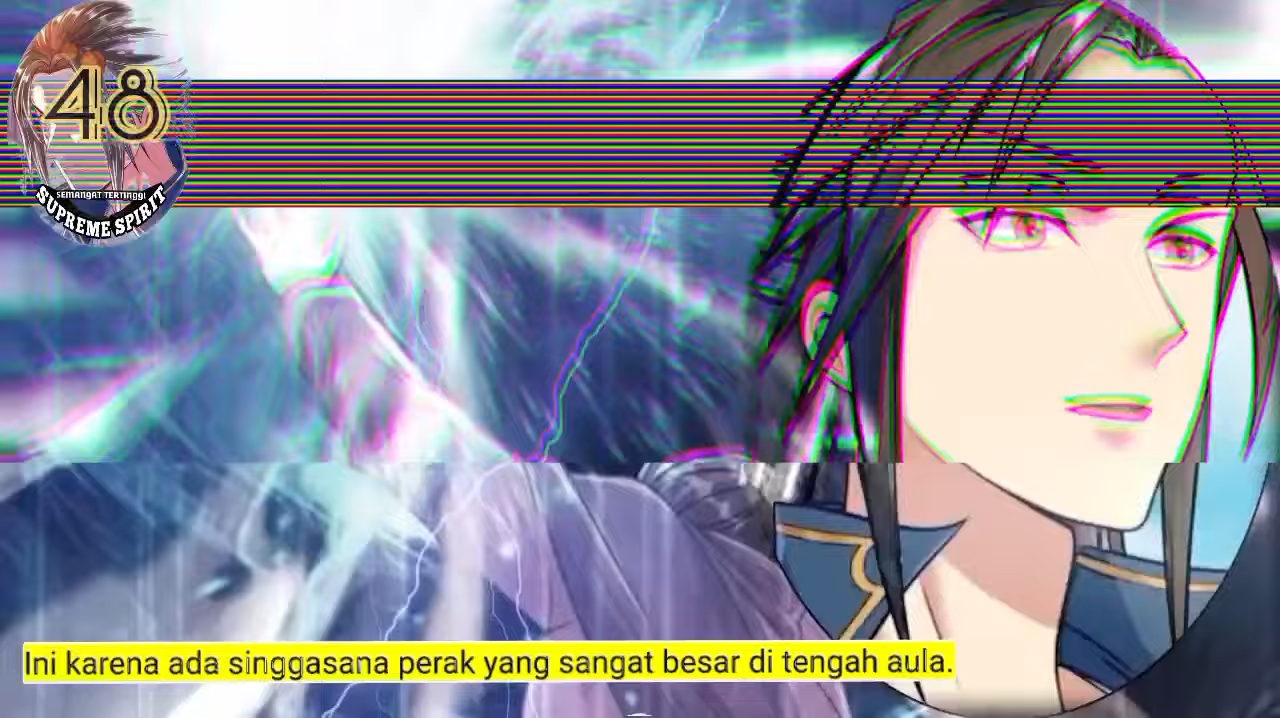 48
SEMANGAT TERTINGGI
SUPREME SPIRIT
Ini karena ada singgasana perak yang sangat besar di tengah aula.